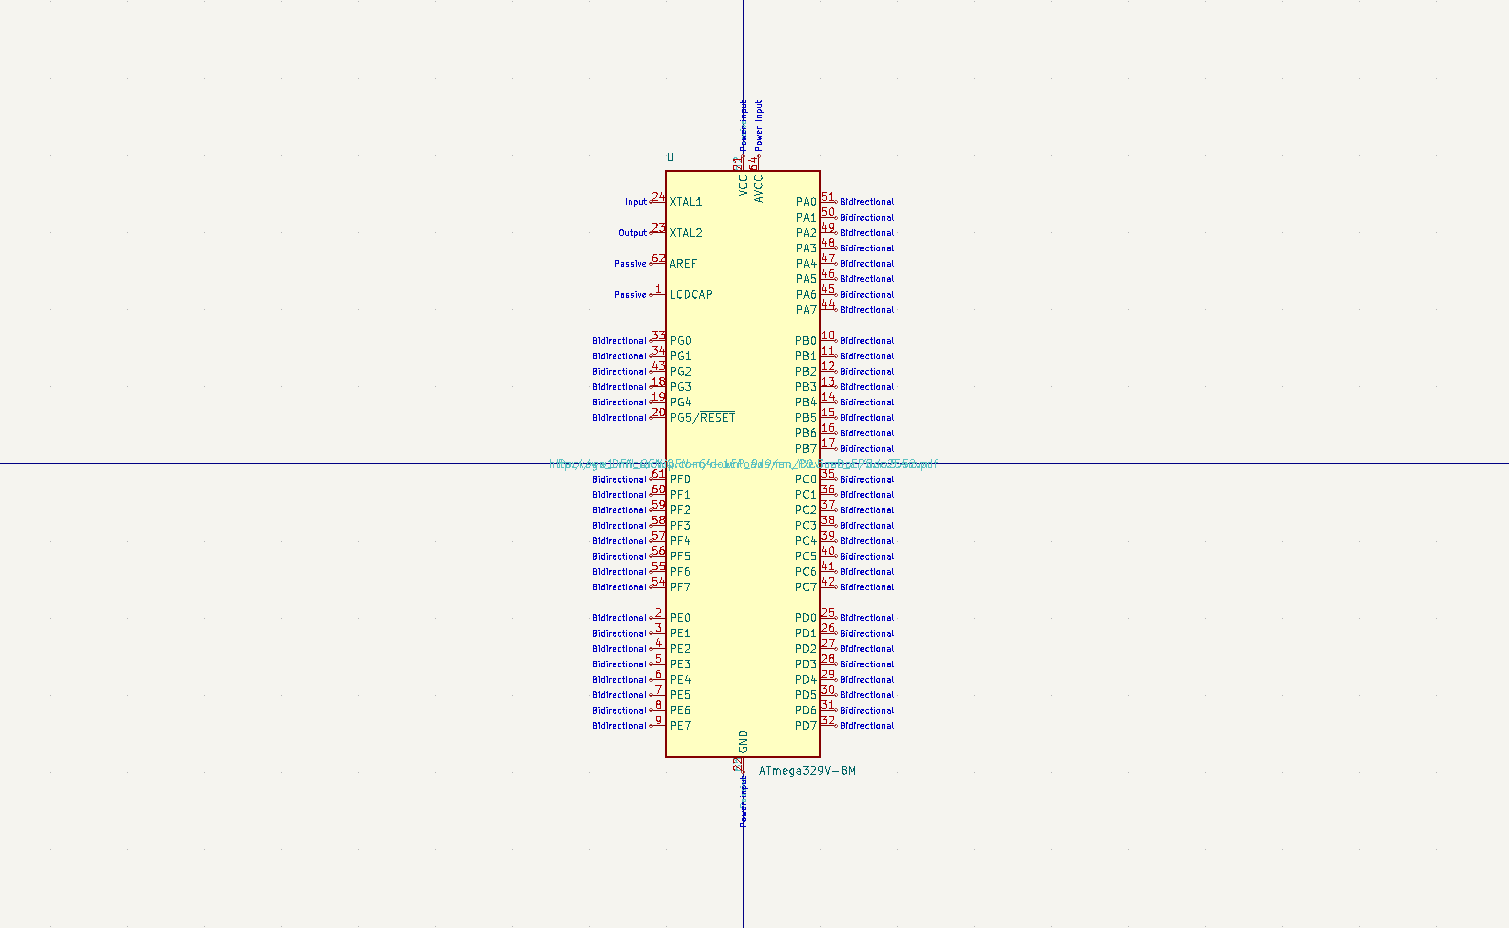 Power Input
Power Input
U
64
VCC
AVCC
Input 24 XTAL1 PA0 51 Bidirectional
PA1 50 Bidirectional
Output 23 XTAL2 PA2 49 Bidirectional
PA3 48 Bidirectional
Passive 62 AREF PA4 47 Bidirectional
PA5 46 Bidirectional
Passive 1 LCDCAP PA6 45 Bidirectional
PA7 44 Bidirectional
Bidirectional 33 PG0 PB0 10 Bidirectional
Bidirectional 34 PG1 PB1 11 Bidirectional
Bidirectional 43 PG2 PB2 12 Bidirectional
Bidirectional 18 PG3 PB3 13 Bidirectional
Bidirectional 19 PG4 PB4 14 Bidirectional
Bidirectional 20 PG5/RESET PB5 15 Bidirectional
PB6 16 Bidirectional
PB7 17 Bidirectional
Bidirectional 61 PF0 PC0 35 Bidirectional
Bidirectional 60 PF1 PC1 36 Bidirectional
Bidirectional 59 PF2 PC2 37 Bidirectional
Bidirectional 58 PF3 PC3 38 Bidirectional
Bidirectional 57 PF4 PC4 39 Bidirectional
Bidirectional 56 PF5 PC5 40 Bidirectional
Bidirectional 55 PF6 PC6 41 Bidirectional
Bidirectional 54 PF7 PC7 42 Bidirectional
Bidirectional 2 PE0 PD0 25 Bidirectional
Bidirectional 3 PE1 PD1 26 Bidirectional
Bidirectional 4 PE2 PD2 27 Bidirectional
Bidirectional 5 PE3 PD3 28 Bidirectional
Bidirectional 6 PE4 PD4 29 Bidirectional
Bidirectional 7 PE5 PD5 30 Bidirectional
Bidirectional 8 PE6 PD6 31 Bidirectional
Bidirectional 9 PE7 PD7 32 Bidirectional
GND
22
ATmega329V-8M
Power input